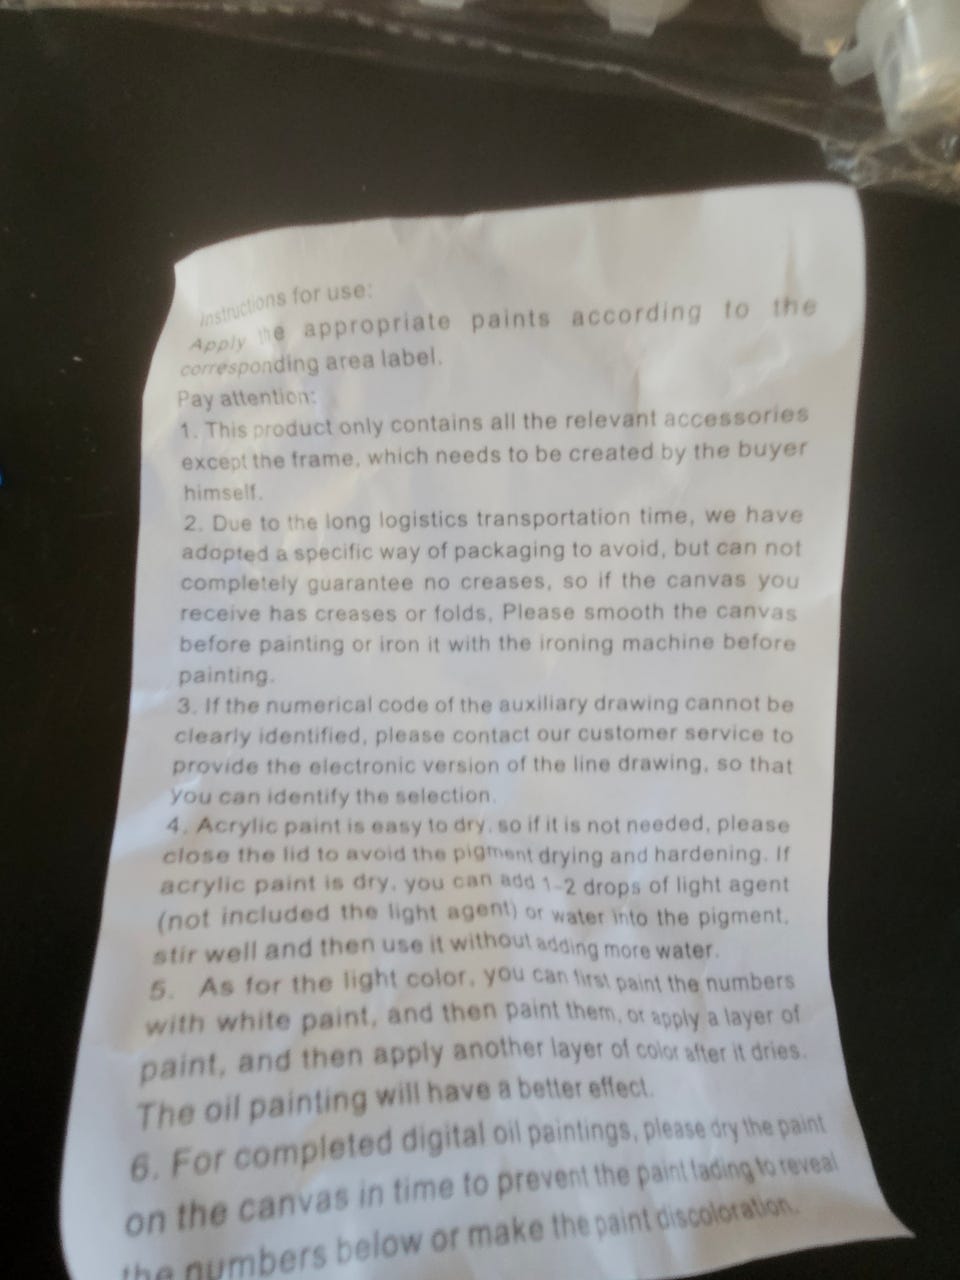 Instructions for use:
Apply the appropriate paints according to the
corresponding area label.
Pay attention:
1. This product only contains all the relevant accessories
except the frame, which needs to be created by the buyer
himself.
2. Due to the long logistics transportation time, we have
adopted a specific way of packaging to avoid, but can not
completely guarantee no creases, so if the canvas you
receive has creases or folds, Please smooth the canvas
before painting or iron it with the ironing machine before
painting.
3. If the numerical code of the auxiliary drawing cannot be
clearly identified, please contact our customer service to
provide the electronic version of the line drawing, so that
you can identify the selection.
4. Acrylic paint is easy to dry, so if it is not needed, please
close the lid to avoid the pigment drying and hardening. If
acrylic paint is dry, you can add 1-2 drops of light agent
(not included the light agent) or water into the pigment,
stir well and then use it without adding more water.
5. As for the light color, you can first paint the numbers
with white paint, and then paint them, or apply a layer of
paint, and then apply another layer of color after it dries.
The oil painting will have a better effect.
6. For completed digital oil paintings, please dry the paint
on the canvas in time to prevent the paint fading to reveal
the numbers below or make the paint discoloration.